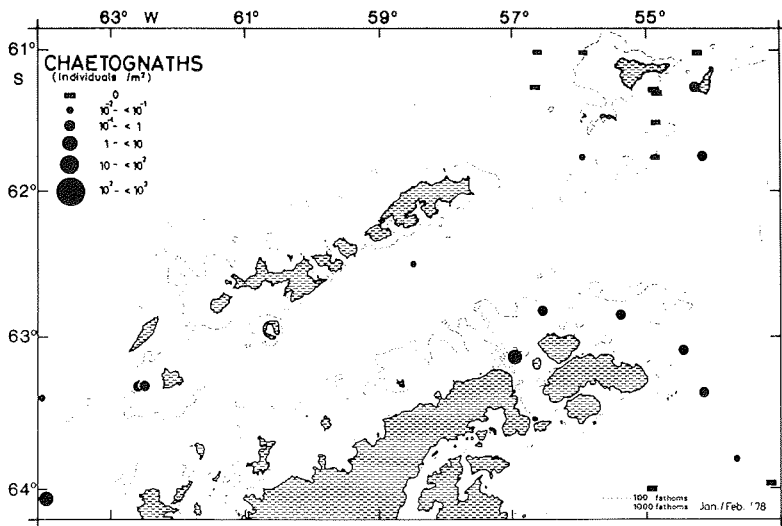 63° W 61° 59° 57° 55°
61°
S
CHAETOGNATHS
(Individuals /m²)
0
10⁻² - <10⁻¹
10⁻¹ - < 1
1 - < 10
10 - <10²
10² - <10³
62°
63°
64°
100 fathoms
1000 fathoms Jan./Feb. '78